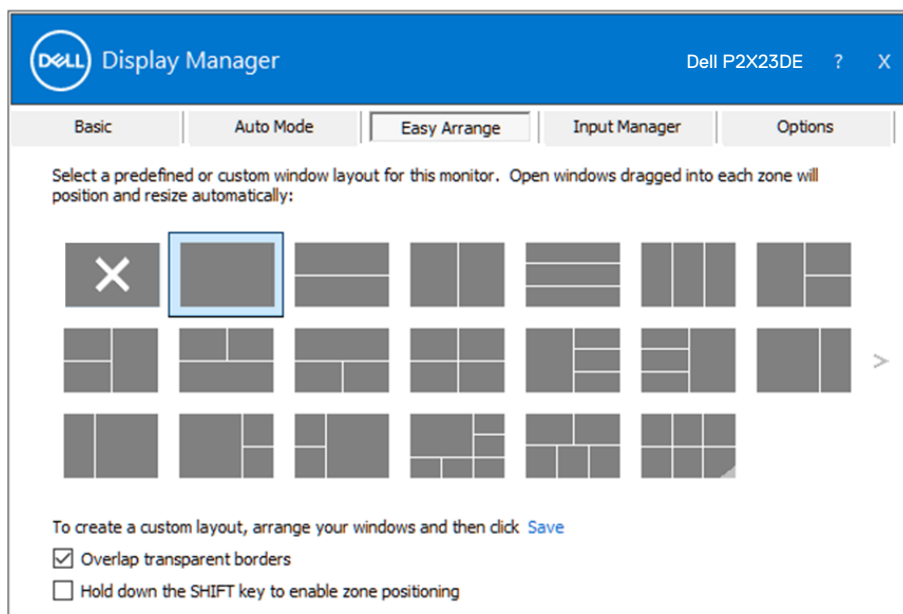 DELL Display Manager Dell P2X23DE ? X
Basic Auto Mode Easy Arrange Input Manager Options
Select a predefined or custom window layout for this monitor. Open windows dragged into each zone will
position and resize automatically:
>
To create a custom layout, arrange your windows and then click Save
Overlap transparent borders
Hold down the SHIFT key to enable zone positioning